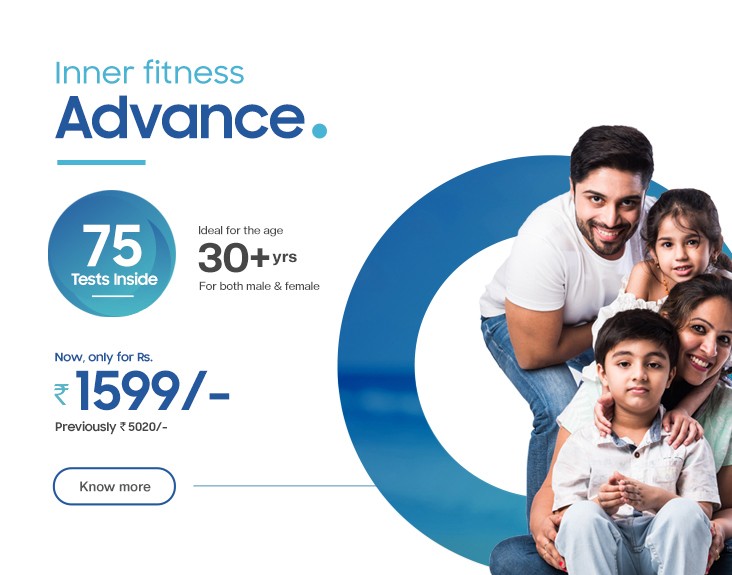 Inner fitness
Advance.
75
Tests Inside
Ideal for the age
30+ yrs
For both male & female
Now, only for Rs.
₹ 1599/-
Previously ₹ 5020/-
Know more